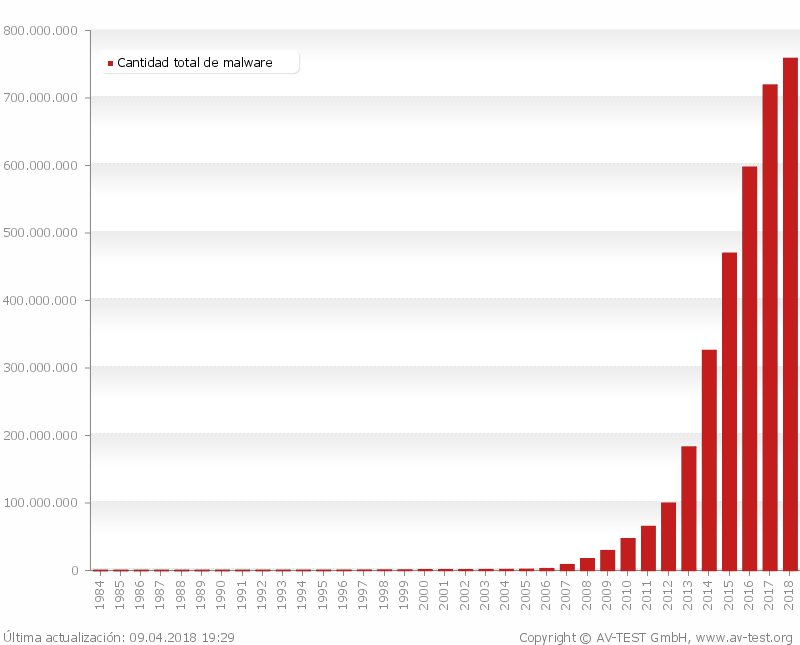 800.000.000
Cantidad total de malware
700.000.000
600.000.000
500.000.000
400.000.000
300.000.000
200.000.000
100.000.000
0
1984 1985 1986 1987 1988 1989 1990 1991 1992 1993 1994 1995 1996 1997 1998 1999 2000 2001 2002 2003 2004 2005 2006 2007 2008 2009 2010 2011 2012 2013 2014 2015 2016 2017 2018
Última actualización: 09.04.2018 19:29
Copyright © AV-TEST GmbH, www.av-test.org